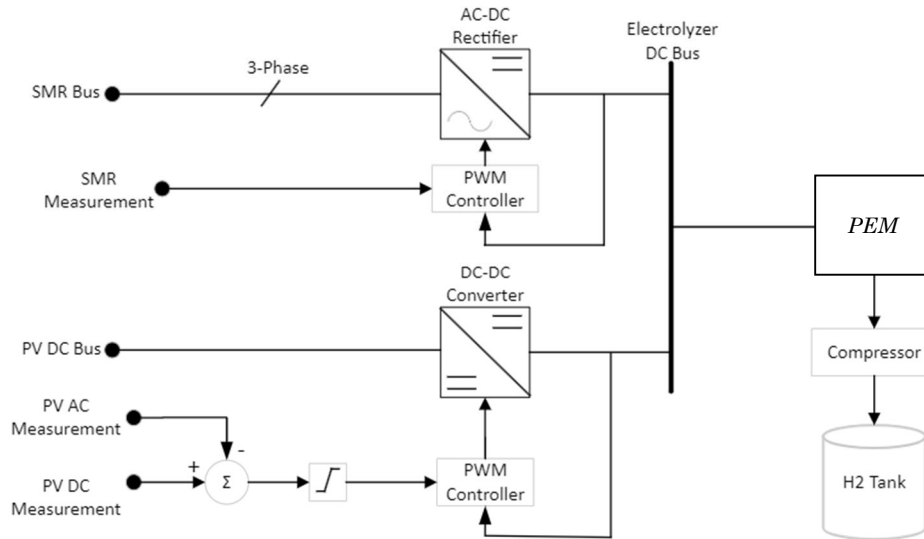 AC-DC
Rectifier
Electrolyzer
DC Bus
3-Phase
SMR Bus
SMR
Measurement
PWM
Controller
PEM
DC-DC
Converter
PV DC Bus
Compressor
PV AC
Measurement
-
+
Σ
PV DC
Measurement
PWM
Controller
H2 Tank